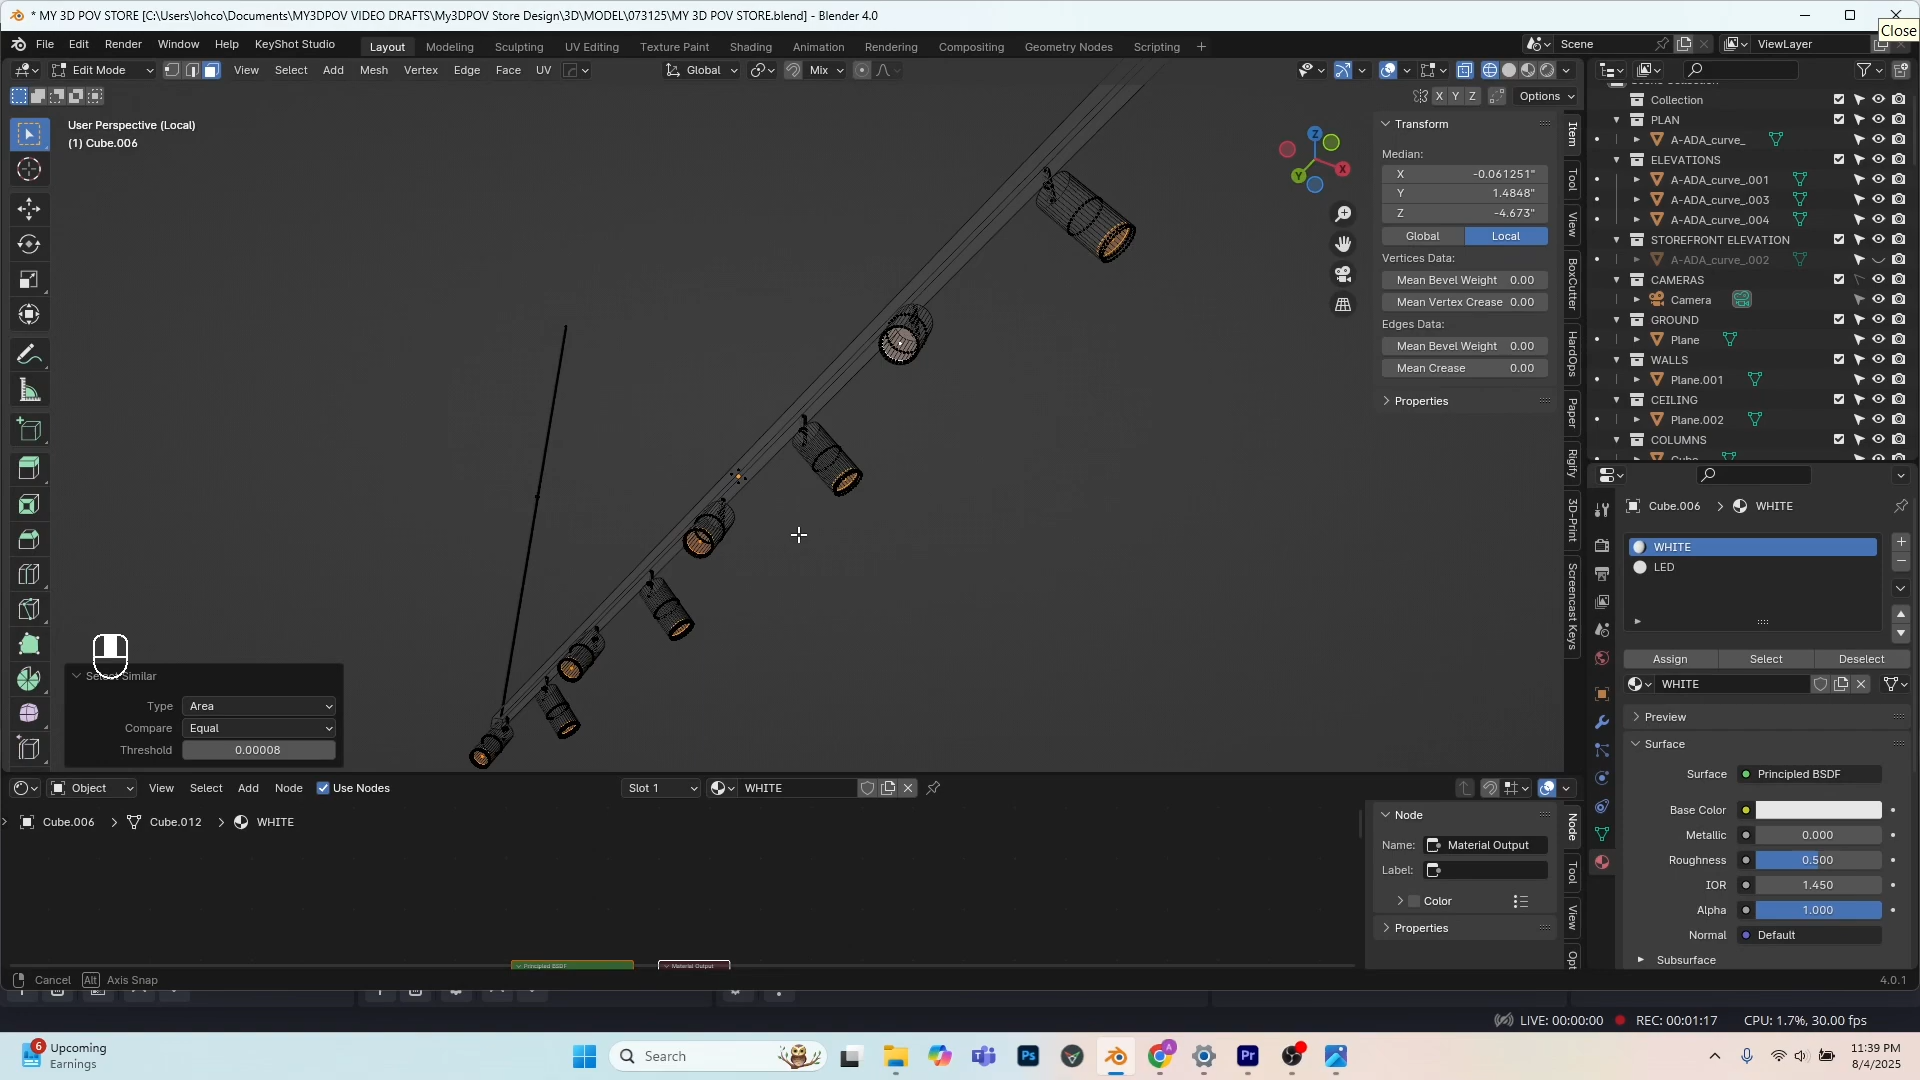 * MY 3D POV STORE [C:\Users\lohco\Documents\MY3DPOV VIDEO DRAFTS\My3DPOV Store Design\3D\MODEL\073125\MY 3D POV STORE.blend] - Blender 4.0
Close
File Edit Render Window Help KeyShot Studio Layout Modeling Sculpting UV Editing Texture Paint Shading Animation Rendering Compositing Geometry Nodes Scripting + Scene ViewLayer
Edit Mode View Select Add Mesh Vertex Edge Face UV Global Mix
X Y Z Options
User Perspective (Local)
(1) Cube.006
Z
X
Y
Transform
Median:
X -0.061251"
Y 1.4848"
Z -4.673"
Global Local
Vertices Data:
Mean Bevel Weight 0.00
Mean Vertex Crease 0.00
Edges Data:
Mean Bevel Weight 0.00
Mean Crease 0.00
Properties
Item
Tool
View
BoxCutter
HardOps
Paper
Rigify
3D-Print
Screencast Keys
Collection
PLAN
A-ADA_curve_
ELEVATIONS
A-ADA_curve_.001
A-ADA_curve_.003
A-ADA_curve_.004
STOREFRONT ELEVATION
A-ADA_curve_.002
CAMERAS
Camera
GROUND
Plane
WALLS
Plane.001
CEILING
Plane.002
COLUMNS
Cube.006 > WHITE
WHITE
LED
Assign Select Deselect
WHITE
Preview
Surface
Surface Principled BSDF
Base Color
Metallic 0.000
Roughness 0.500
IOR 1.450
Alpha 1.000
Normal Default
Subsurface
Select Similar
Type Area
Compare Equal
Threshold 0.00008
Object View Select Add Node Use Nodes Slot 1 WHITE
Cube.006 > Cube.012 > WHITE
Principled BSDF
Material Output
Node
Name: Material Output
Label:
Color
Properties
Node
Tool
View
Opt
Cancel Alt Axis Snap
4.0.1
LIVE: 00:00:00 REC: 00:01:17 CPU: 1.7%, 30.00 fps
6
Upcoming
Earnings
Search
Ps
Pr
11:39 PM
8/4/2025